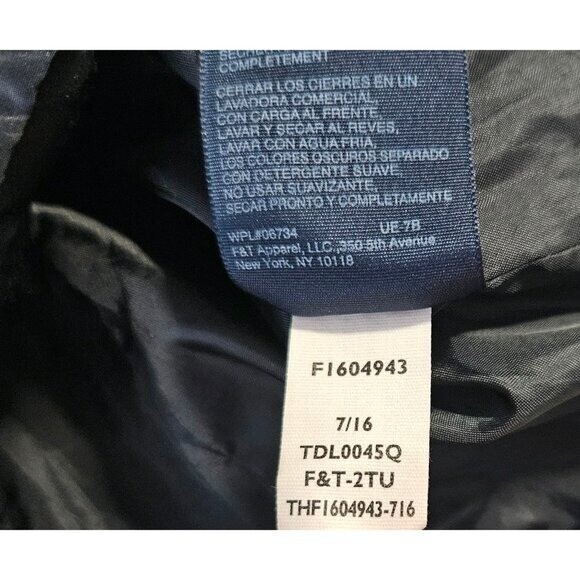 COMPLETEMENT
CERRAR LOS CIERRES EN UN
LAVADORA COMERCIAL,
CON CARGA AL FRENTE,
LAVAR Y SECAR AL REVES,
LAVAR CON AGUA FRIA,
LOS COLORES OSCUROS SEPARADO
CON DETERGENTE SUAVE,
NO USAR SUAVIZANTE,
SECAR PRONTO Y COMPLETAMENTE
WPL#06734 UE 7B
F&T Apparel, LLC., 350 5th Avenue
New York, NY 10118
F1604943
7/16
TDL0045Q
F&T-2TU
THF1604943-716